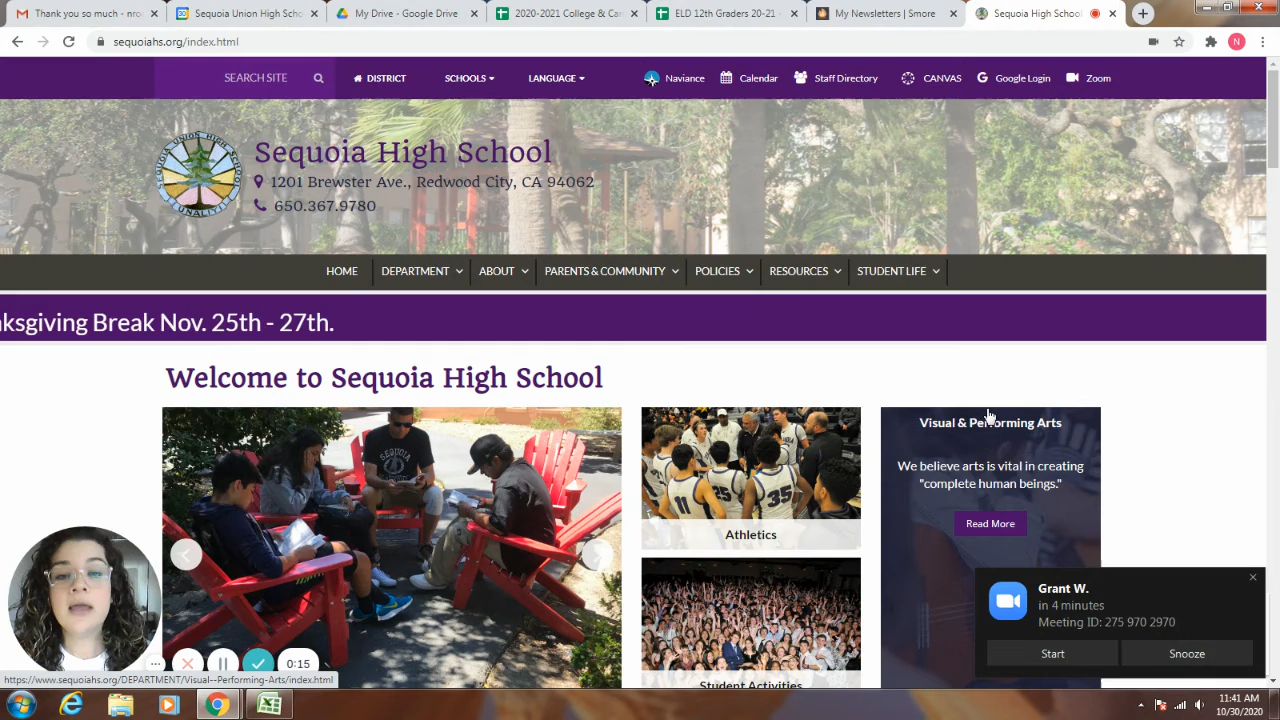 Thank you so much - nro
Sequoia Union High Scho
My Drive - Google Drive
2020-2021 College & Car
ELD 12th Graders 20-21 -
My Newsletters | Smore
Sequoia High School
sequoiahs.org/index.html
N
SEARCH SITE
DISTRICT
SCHOOLS
LANGUAGE
Naviance
Calendar
Staff Directory
CANVAS
Google Login
Zoom
Sequoia High School
1201 Brewster Ave., Redwood City, CA 94062
650.367.9780
HOME
DEPARTMENT
ABOUT
PARENTS & COMMUNITY
POLICIES
RESOURCES
STUDENT LIFE
ksgiving Break Nov. 25th - 27th.
Welcome to Sequoia High School
SEQUOIA
11
25
35
Athletics
Student Activities
Visual & Performing Arts
We believe arts is vital in creating
"complete human beings."
Read More
Grant W.
in 4 minutes
Meeting ID: 275 970 2970
Start
Snooze
0:15
https://www.sequoiahs.org/DEPARTMENT/Visual--Performing-Arts/index.html
11:41 AM
10/30/2020